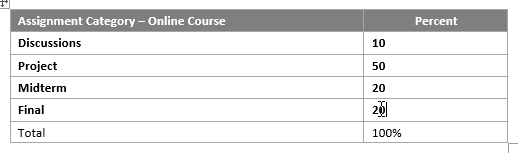 Assignment Category – Online Course Percent
Discussions 10
Project 50
Midterm 20
Final 20
Total 100%